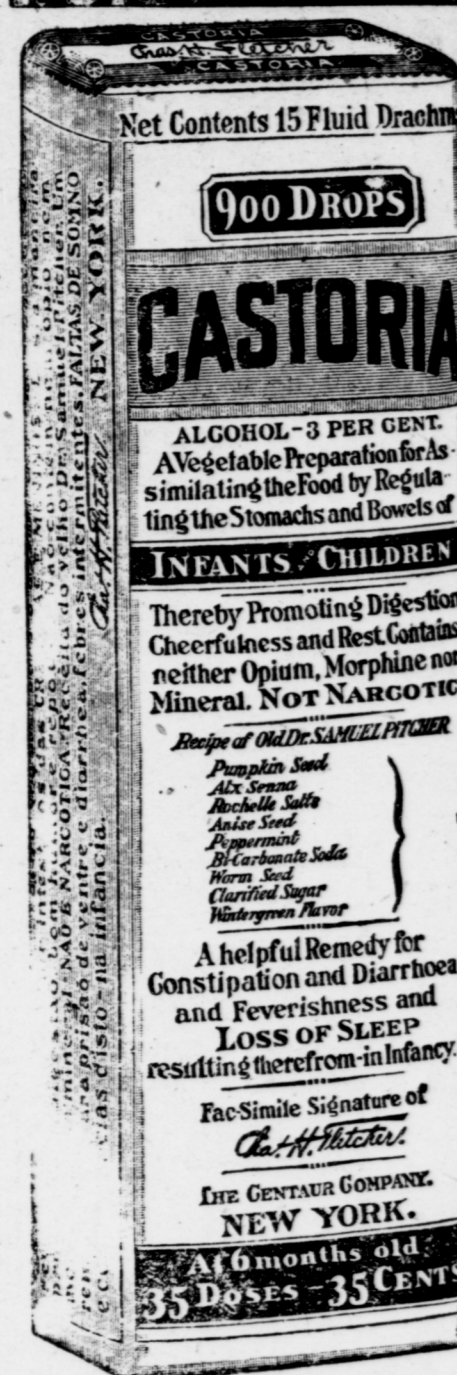 CASTORIA
Chas. H. Fletcher
CASTORIA
Net Contents 15 Fluid Drachm
900 DROPS
CASTORIA
ALCOHOL-3 PER CENT.
AVegetable Preparation for As-
similating the Food by Regula-
ting the Stomachs and Bowels of
INFANTS CHILDREN
Thereby Promoting Digestion
Cheerfulness and Rest. Contains
neither Opium, Morphine nor
Mineral. NOT NARCOTIC
Recipe of Old Dr. SAMUEL PITCHER
Pumpkin Seed
Alx Senna
Rochelle Salts
Anise Seed
Peppermint
Bi-Carbonate Soda
Worm Seed
Clarified Sugar
Wintergreen Flavor
A helpful Remedy for
Constipation and Diarrhoea
and Feverishness and
LOSS OF SLEEP
resulting therefrom-in Infancy.
Fac-Simile Signature of
Chas. H. Fletcher.
THE CENTAUR COMPANY.
NEW YORK.
At 6 months old
35 DOSES - 35 CENTS
velho Dr. Samuel Pitcher. Um
mineral. NÃO E NARCOTICA. Receita do
prisão de ventre e diarrhea, febres intermitentes, FALTAS DE SOMNO
d'isto - na infancia.
Chas. H. Fletcher. NEW YORK.